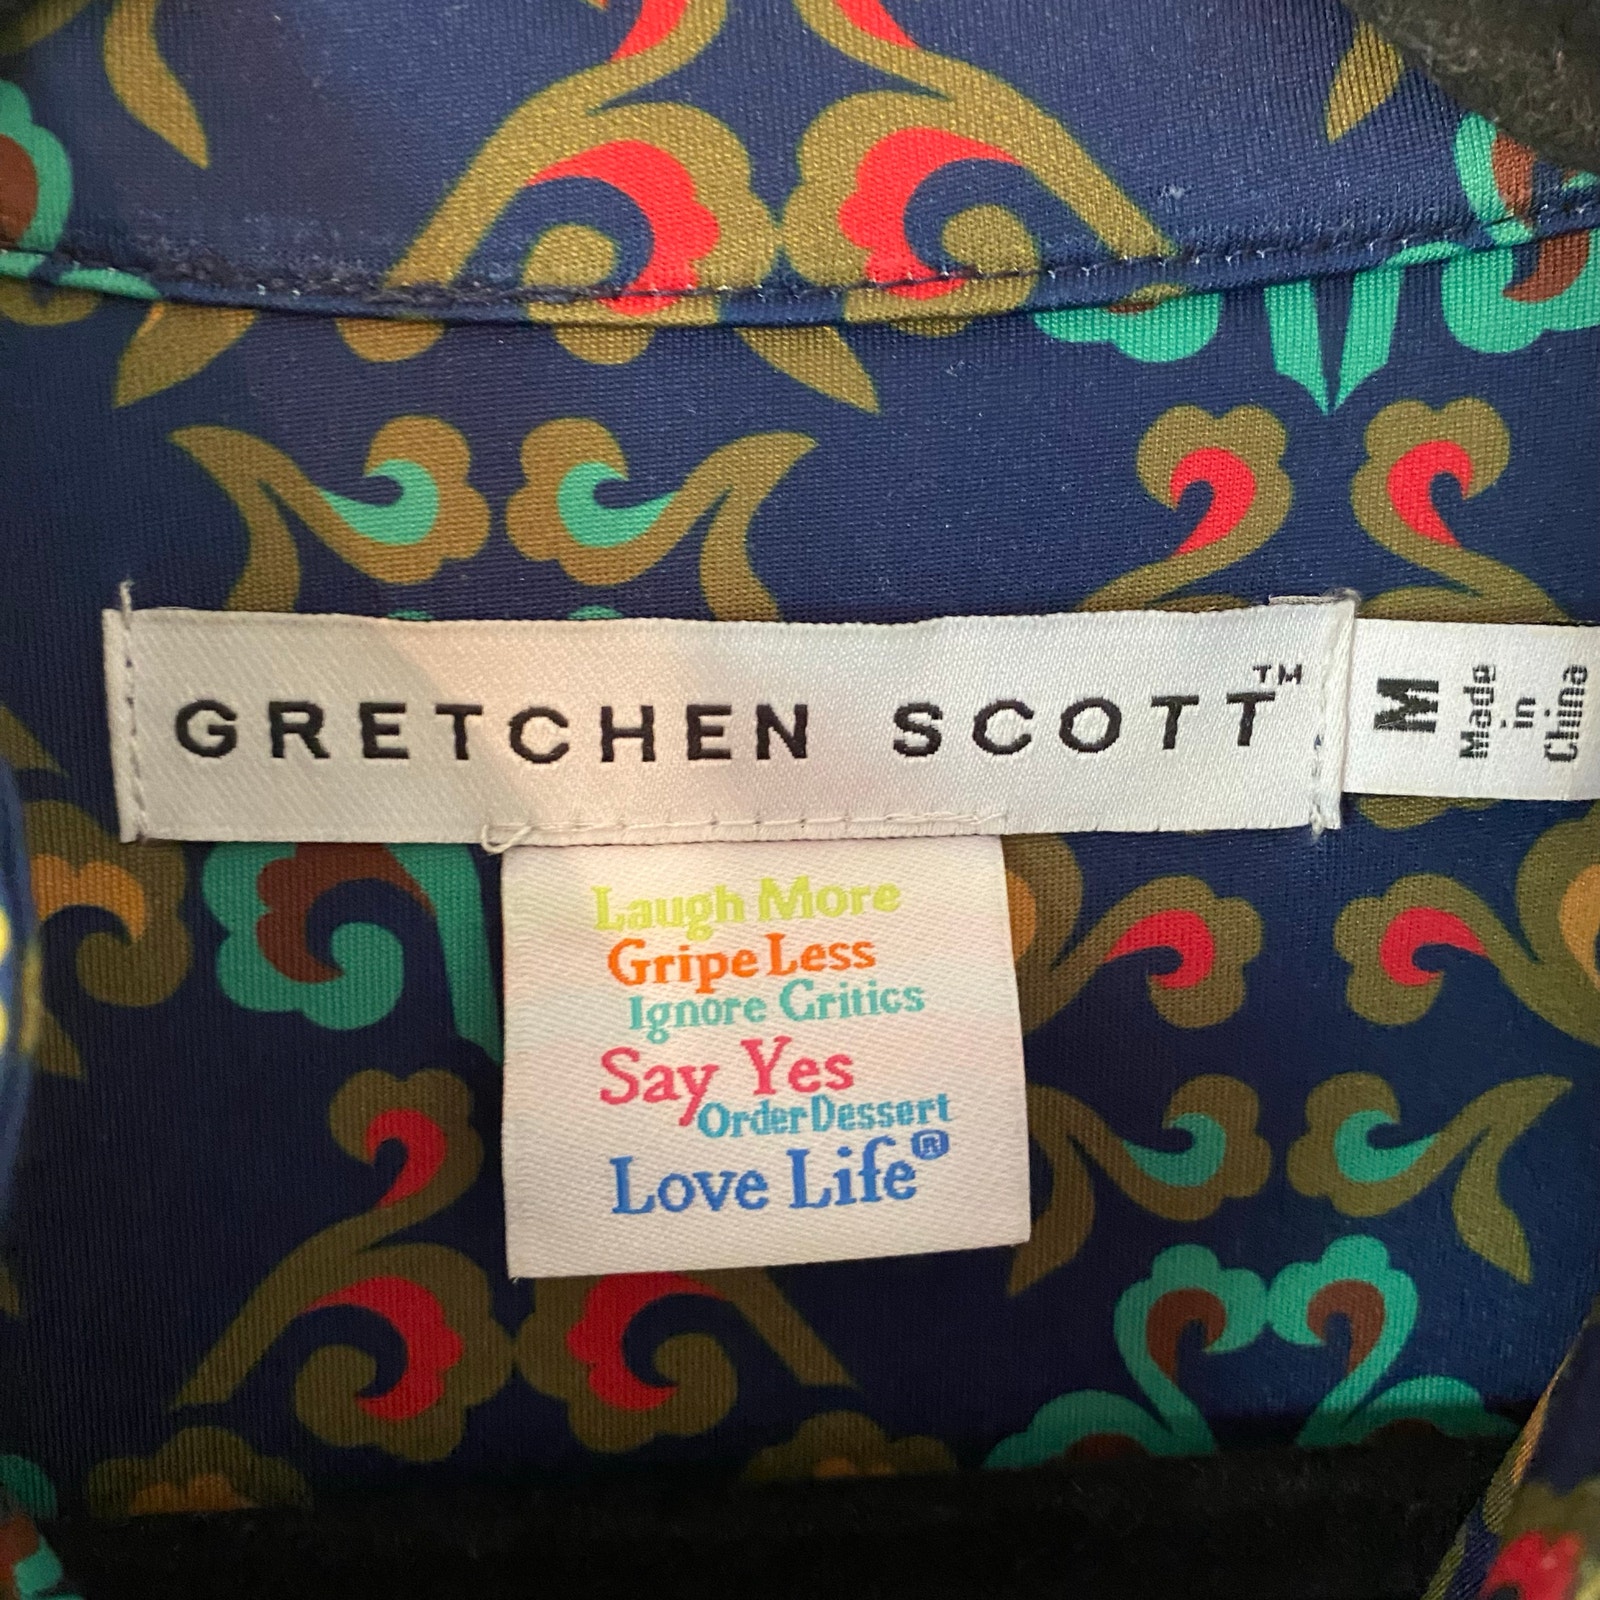 GRETCHEN SCOTT™
M
Made
in
China
Laugh More
Gripe Less
Ignore Critics
Say Yes
Order Dessert
Love Life®